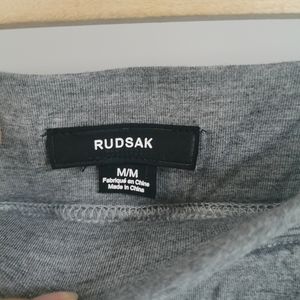 RUDSAK
M/M
Fabriqué en Chine
Made in China